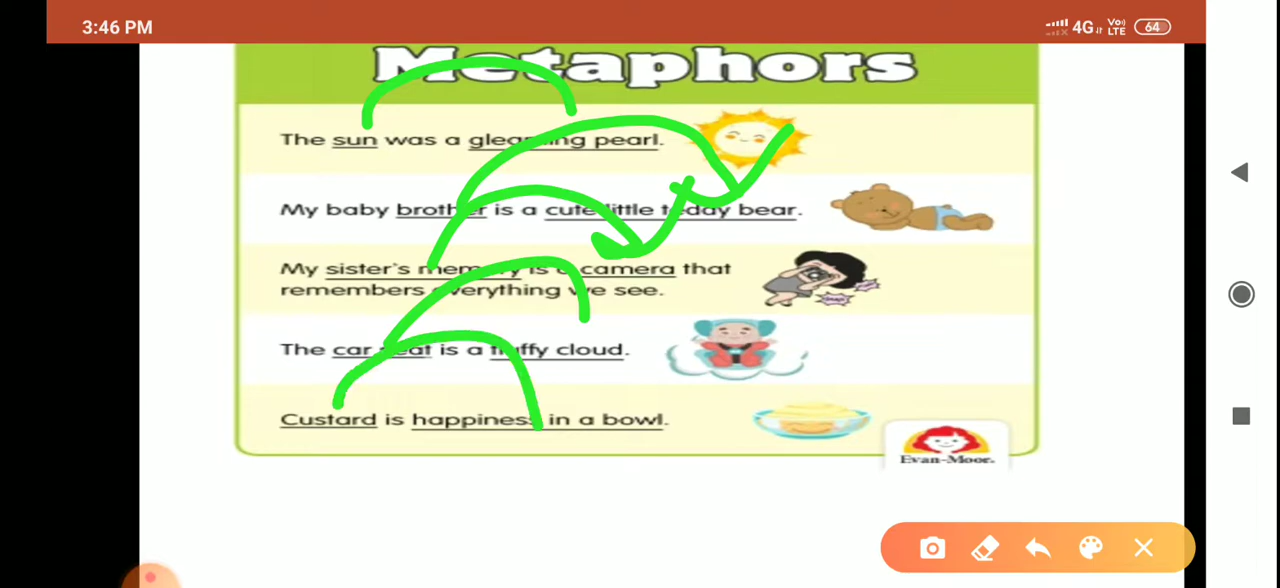 3:46 PM
4G Vo) LTE 64
Metaphors
The sun was a gleaming pearl.
My baby brother is a cute little teddy bear.
My sister's memory is a camera that
remembers everything we see.
The car seat is a fluffy cloud.
Custard is happiness in a bowl.
Evan-Moor.